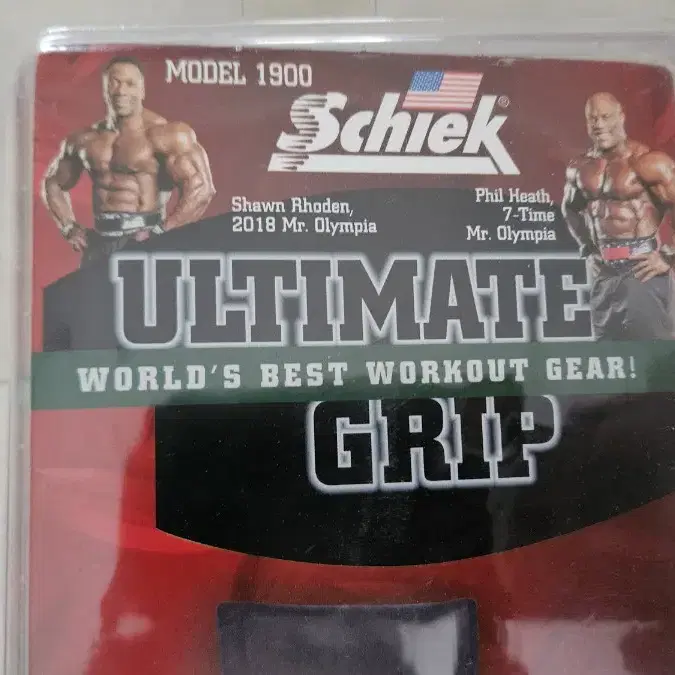 MODEL 1900
Schiek®
Shawn Rhoden,
2018 Mr. Olympia
Phil Heath,
7-Time
Mr. Olympia
ULTIMATE
WORLD'S BEST WORKOUT GEAR!
GRIP